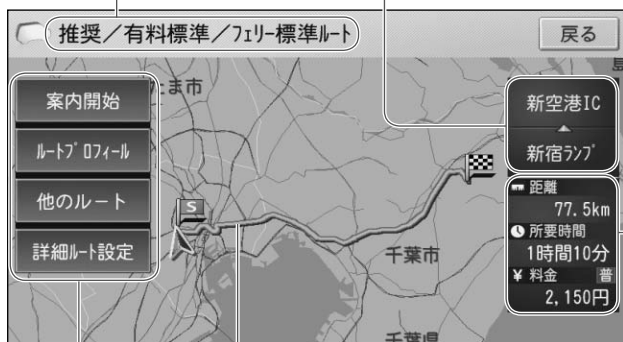 推奨／有料標準／フェリー標準ルート
戻る
たま市
案内開始
ルートプロフィール
他のルート
詳細ルート設定
S
新空港IC
新宿ランプ
距離
77.5km
所要時間
1時間10分
¥ 料金 普
2,150円
千葉市
千葉県